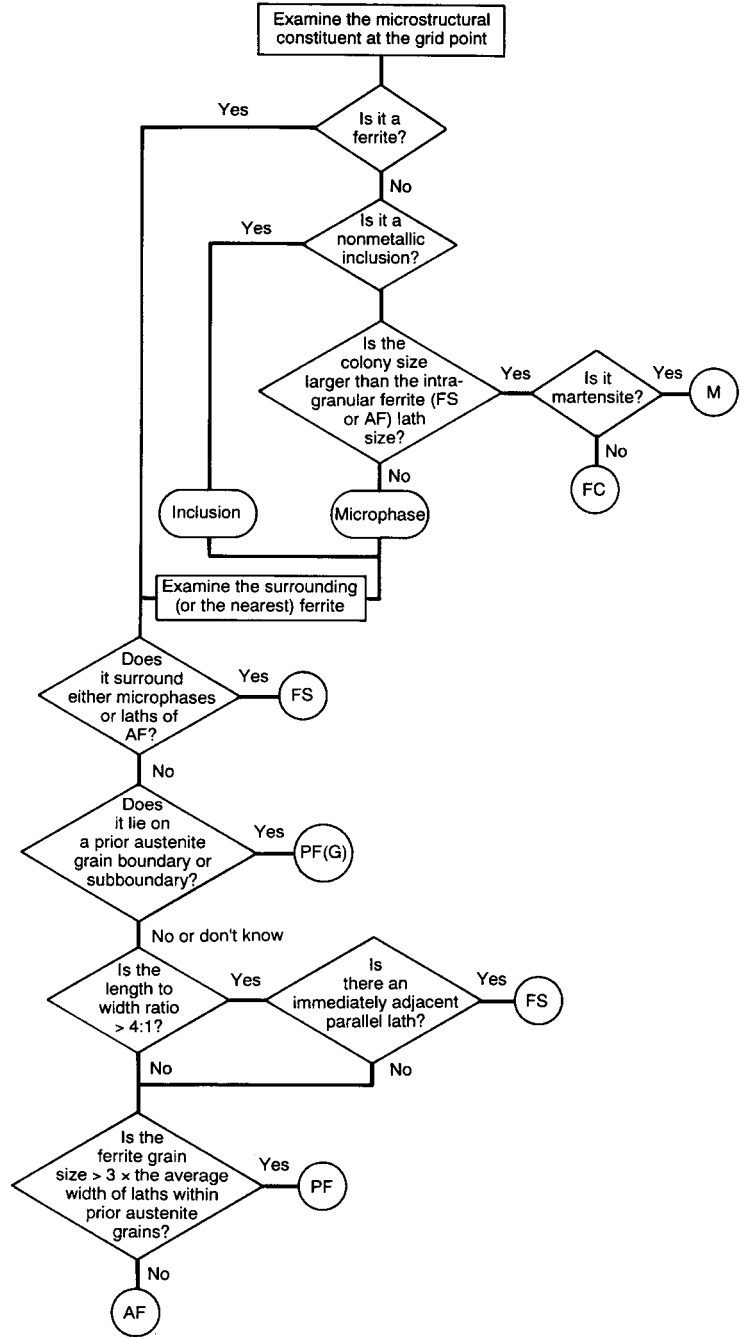 Examine the microstructural
constituent at the grid point
Yes
Is it a
ferrite?
No
Yes
Is it a
nonmetallic
inclusion?
Is the
colony size
larger than the intra-
granular ferrite (FS
or AF) lath
size?
Yes
Is it
martensite?
Yes
M
No
No
FC
Inclusion
Microphase
Examine the surrounding
(or the nearest) ferrite
Does
it surround
either microphases
or laths of
AF?
Yes
FS
No
Does
it lie on
a prior austenite
grain boundary or
subboundary?
Yes
PF(G)
No or don't know
Is the
length to
width ratio
> 4:1?
Yes
Is
there an
immediately adjacent
parallel lath?
Yes
FS
No
No
Is the
ferrite grain
size > 3 × the average
width of laths within
prior austenite
grains?
Yes
PF
No
AF